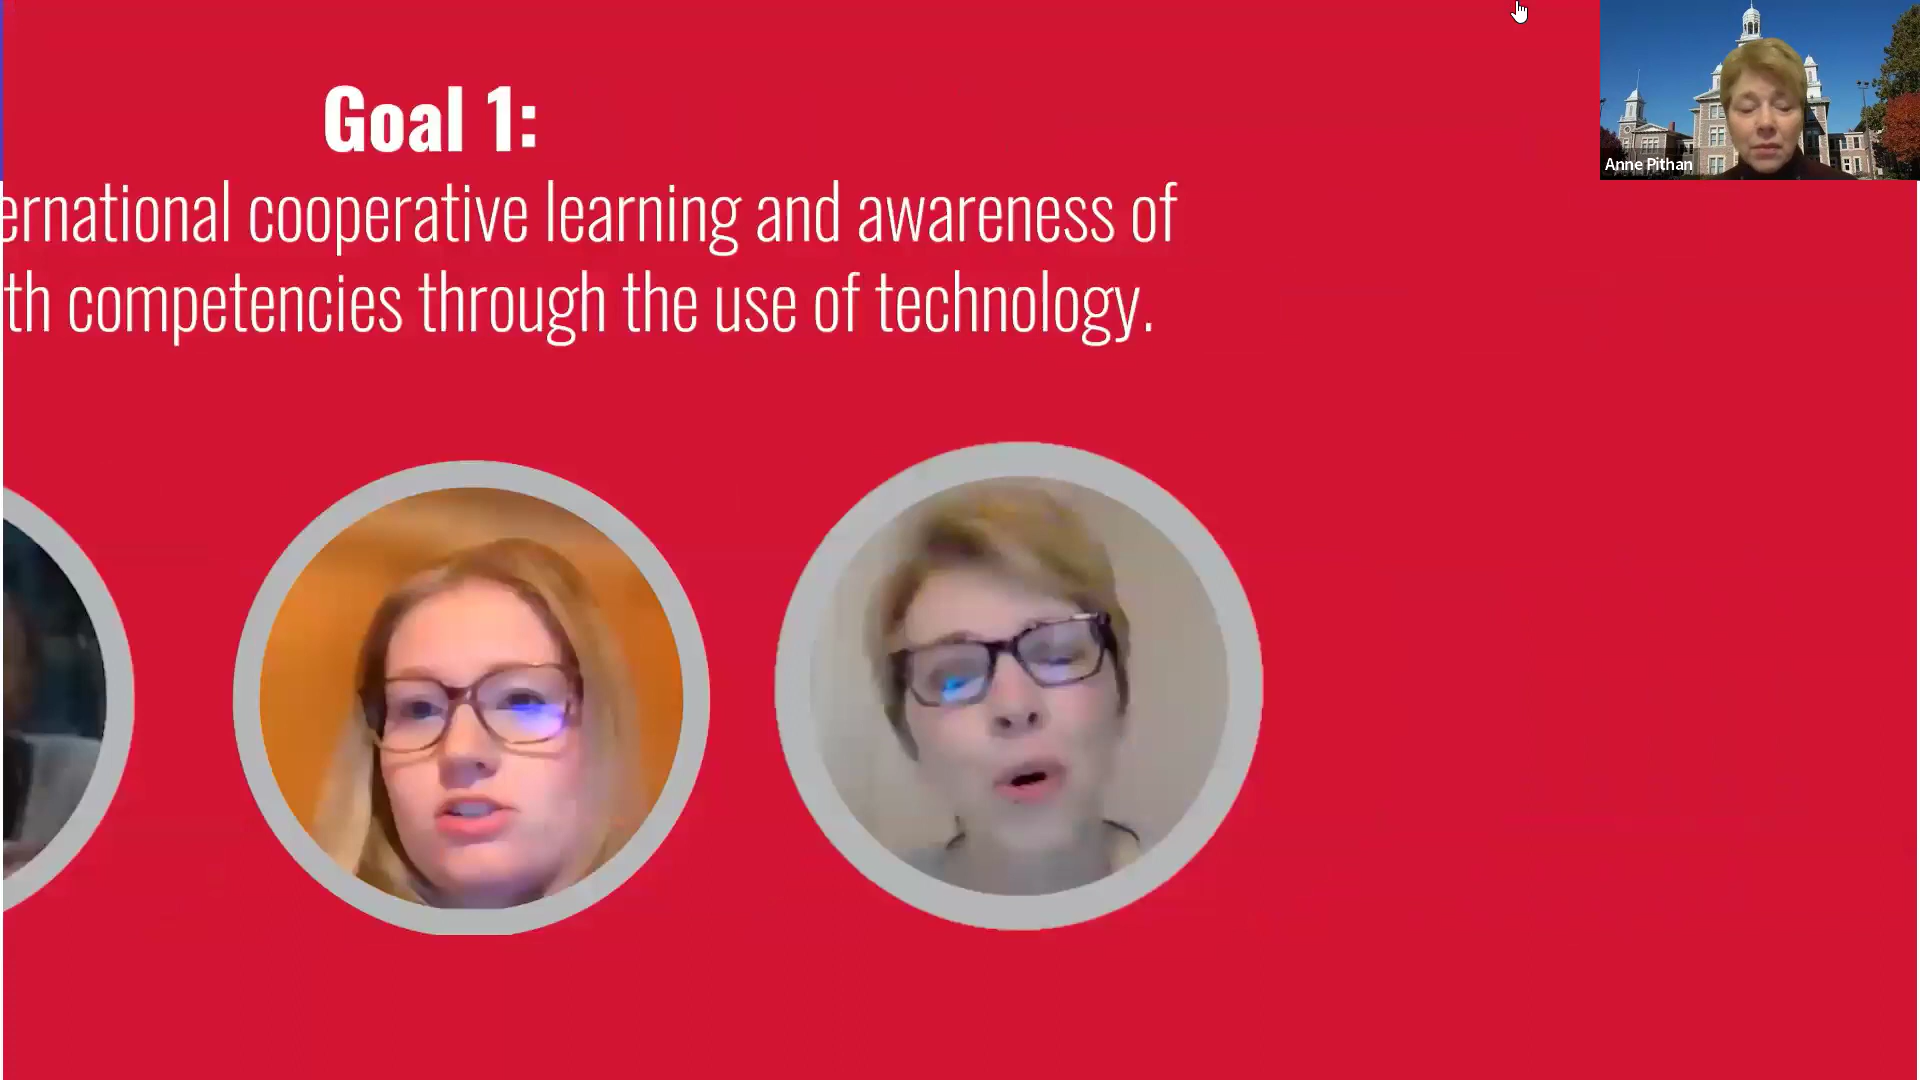 Goal 1:
ernational cooperative learning and awareness of
th competencies through the use of technology.
Anne Pithan